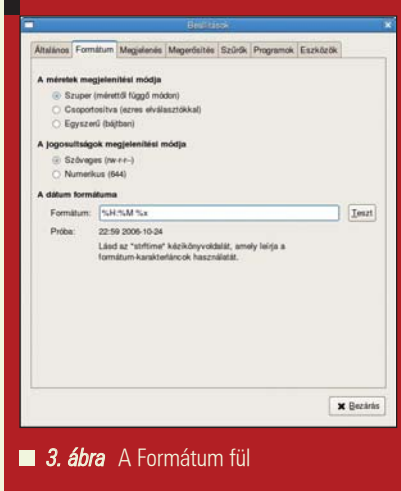 Beállítások
Általános Formátum Megjelenés Megerősítés Szűrők Programok Eszközök
A méretek megjelenítési módja
Szuper (mérettől függő módon)
Csoportosítva (ezres elválasztókkal)
Egyszerű (bájtban)
A jogosultságok megjelenítési módja
Szöveges (rw-r-r--)
Numerikus (644)
A dátum formátuma
Formátum: %H:%M %x Teszt
Próba: 22:59 2006-10-24
Lásd az "strftime" kézikönyvoldalát, amely leírja a
formátum-karakterláncok használatát.
Bezárás
3. ábra A Formátum fül